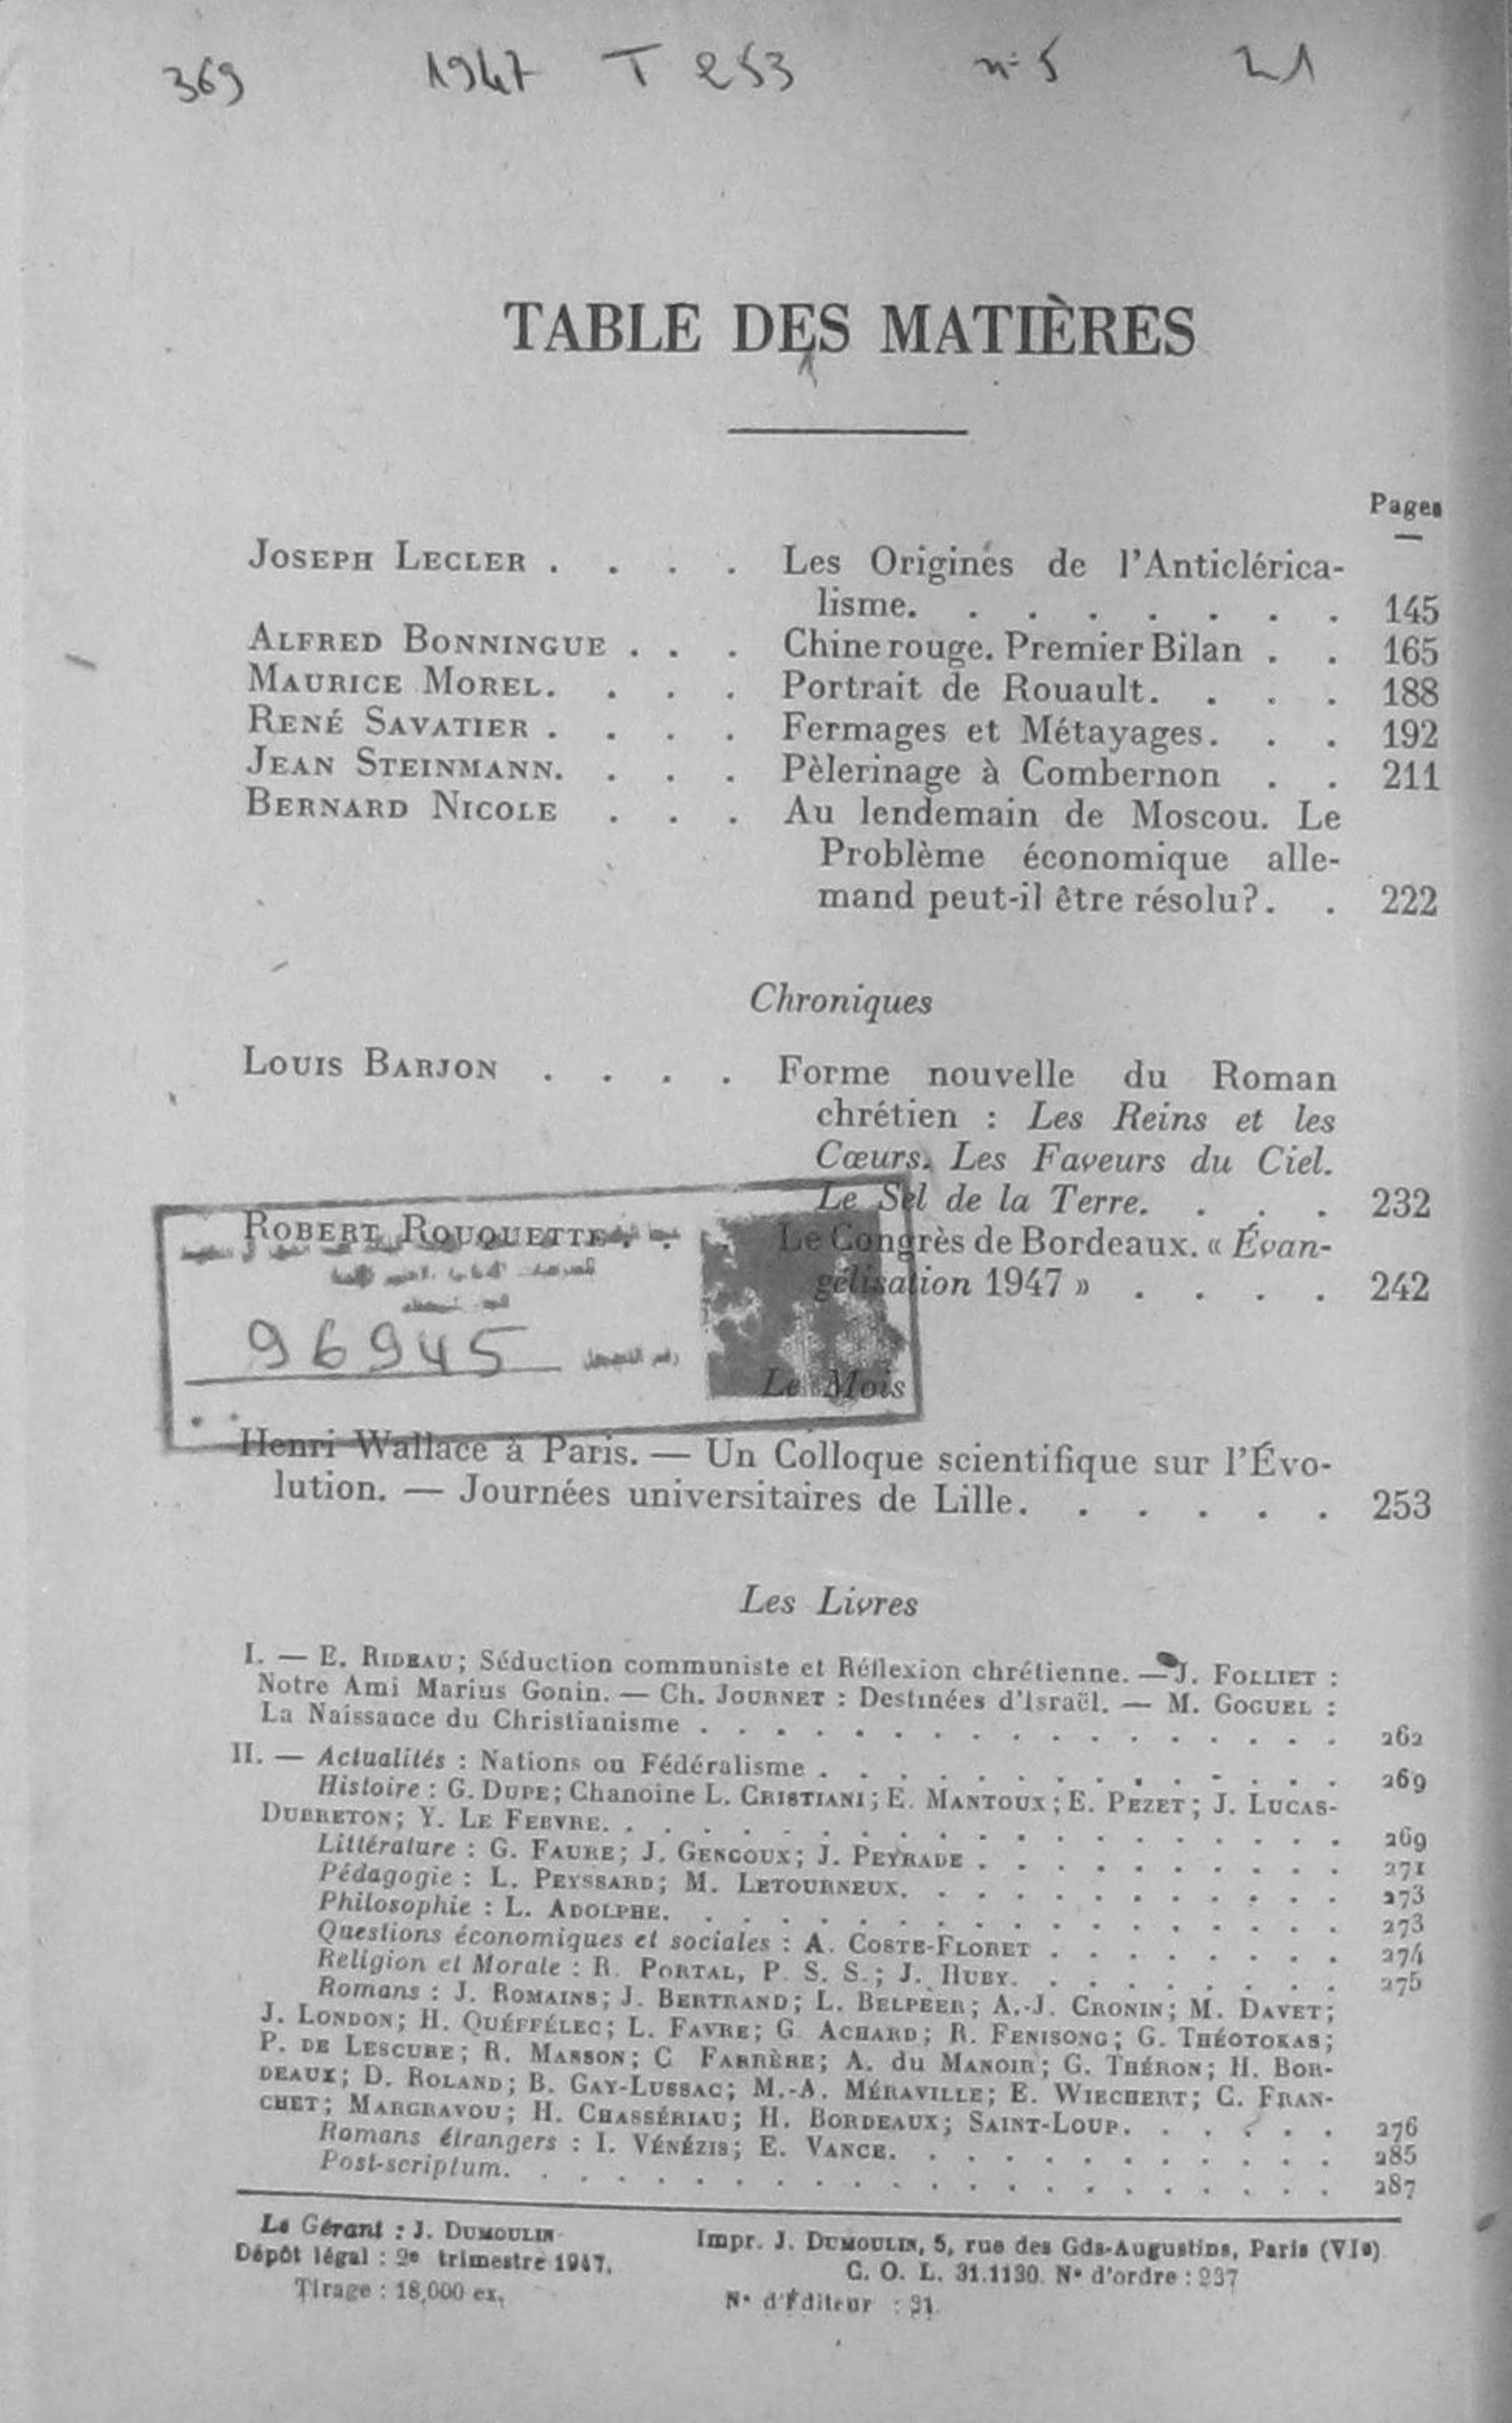 369 1947 T 253 n° 5 21
TABLE DES MATIÈRES
Pages
JOSEPH LECLER . . . . Les Origines de l'Anticlérica-
lisme. . . . . . . . 145
ALFRED BONNINGUE . . . Chine rouge. Premier Bilan . . 165
MAURICE MOREL. . . . Portrait de Rouault. . . . 188
RENÉ SAVATIER . . . . Fermages et Métayages. . . 192
JEAN STEINMANN. . . . Pèlerinage à Combernon . . 211
BERNARD NICOLE . . . Au lendemain de Moscou. Le
Problème économique alle-
mand peut-il être résolu?. . 222
Chroniques
LOUIS BARJON . . . . Forme nouvelle du Roman
chrétien : Les Reins et les
Cœurs. Les Faveurs du Ciel.
Le Sel de la Terre. . . . 232
ROBERT ROUQUETTE. . . Le Congrès de Bordeaux. « Évan-
gélisation 1947 » . . . . 242
96945 رقم التسجيل
Le Mois
Henri Wallace à Paris. — Un Colloque scientifique sur l'Évo-
lution. — Journées universitaires de Lille. . . . . . 253
Les Livres
I. — E. RIDEAU; Séduction communiste et Réflexion chrétienne. — J. FOLLIET :
Notre Ami Marius Gonin. — Ch. JOURNET : Destinées d'Israël. — M. GOGUEL :
La Naissance du Christianisme . . . . . . . . . . . . . . . . . 262
II. — Actualités : Nations ou Fédéralisme . . . . . . . . . . . . . . 269
Histoire : G. DUPE; Chanoine L. CRISTIANI; E. MANTOUX; E. PEZET; J. LUCAS-
DUBRETON; Y. LE FEBVRE. . . . . . . . . . . . . . . . . . . . 269
Littérature : G. FAURE; J. GENCOUX; J. PEYRADE . . . . . . . . . . 271
Pédagogie : L. PEYSSARD; M. LETOURNEUX. . . . . . . . . . . . 273
Philosophie : L. ADOLPHE. . . . . . . . . . . . . . . . . . . 273
Questions économiques et sociales : A. COSTE-FLORET . . . . . . . . 274
Religion et Morale : R. PORTAL, P. S. S.; J. HUBY. . . . . . . . . 275
Romans : J. ROMAINS; J. BERTRAND; L. BELPÉER; A.-J. CRONIN; M. DAVET;
J. LONDON; H. QUÉFFÉLEC; L. FAVRE; G. ACHARD; R. FENISONG; G. THÉOTOKAS;
P. DE LESCURE; R. MASSON; C FARRÈRE; A. du MANOIR; G. THÉRON; H. BOR-
DEAUX; D. ROLAND; B. GAY-LUSSAC; M.-A. MÉRAVILLE; E. WIECHERT; C. FRAN-
CHET; MARGRAVOU; H. CHASSÉRIAU; H. BORDEAUX; SAINT-LOUP. . . . . . 276
Romans étrangers : I. VÉNÉZIS; E. VANCE. . . . . . . . . . . . 285
Post-scriptum. . . . . . . . . . . . . . . . . . . . . . . 287
Le Gérant : J. DUMOULIN Impr. J. DUMOULIN, 5, rue des Gds-Augustins, Paris (VIe)
Dépôt légal : 2e trimestre 1947. C. O. L. 31.1130. N° d'ordre : 237
Tirage : 18,000 ex. N° d'Éditeur : 21